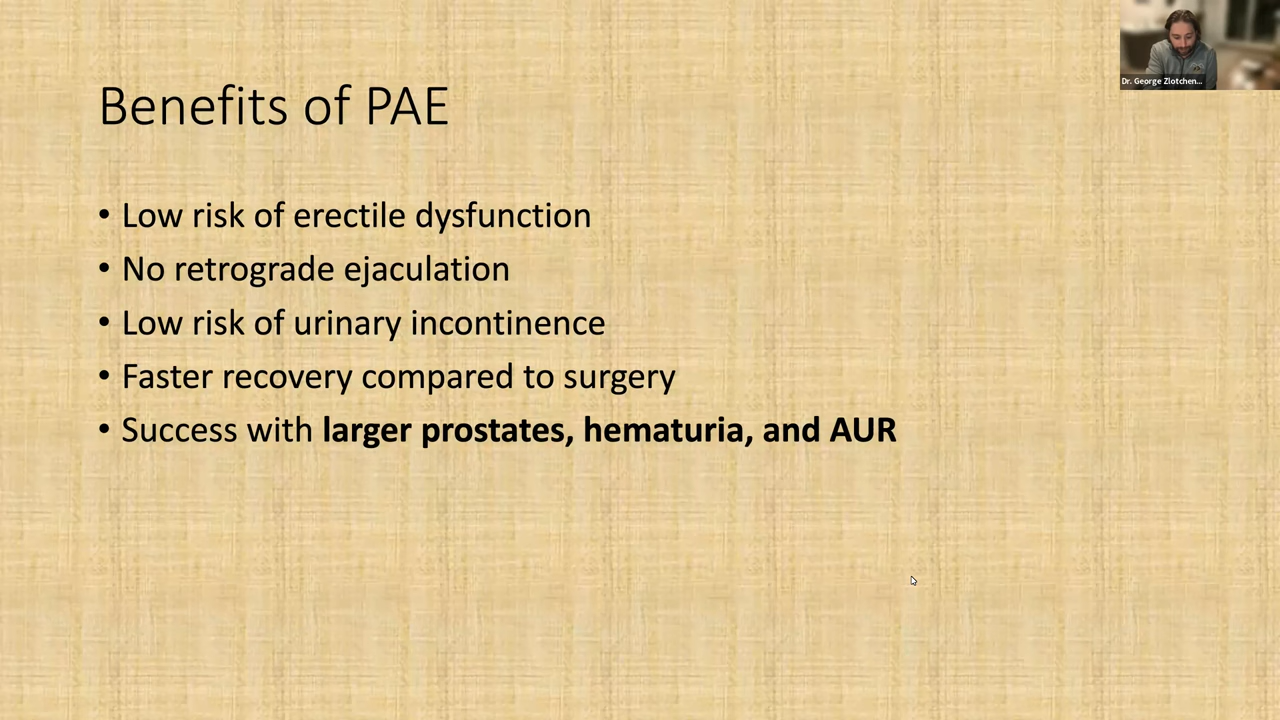 Dr. George Zlotchen...
Benefits of PAE
• Low risk of erectile dysfunction
• No retrograde ejaculation
• Low risk of urinary incontinence
• Faster recovery compared to surgery
• Success with larger prostates, hematuria, and AUR